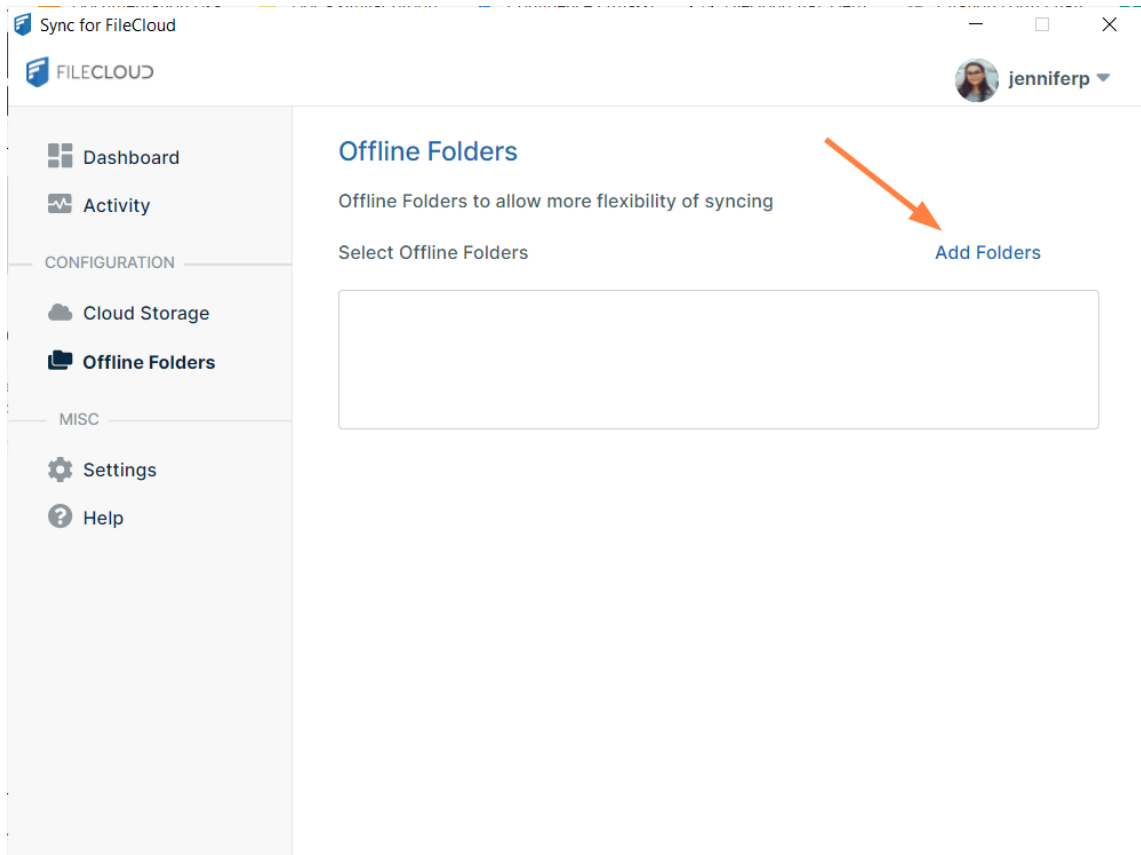 Sync for FileCloud
FILECLOUD
jenniferp
Dashboard
Activity
CONFIGURATION
Cloud Storage
Offline Folders
MISC
Settings
Help
Offline Folders
Offline Folders to allow more flexibility of syncing
Select Offline Folders
Add Folders